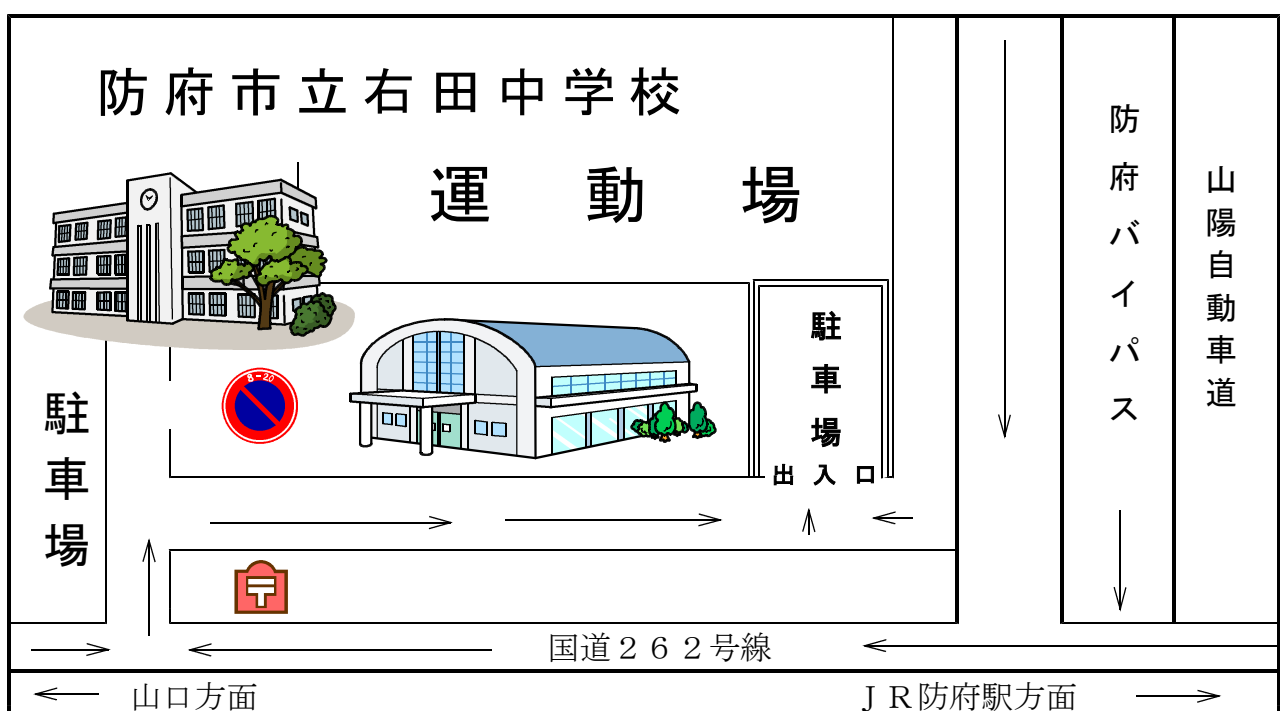 防府市立右田中学校
運動場
防府バイパス
山陽自動車道
駐車場
出入口
8－20
駐車場
国道２６２号線
山口方面
ＪＲ防府駅方面